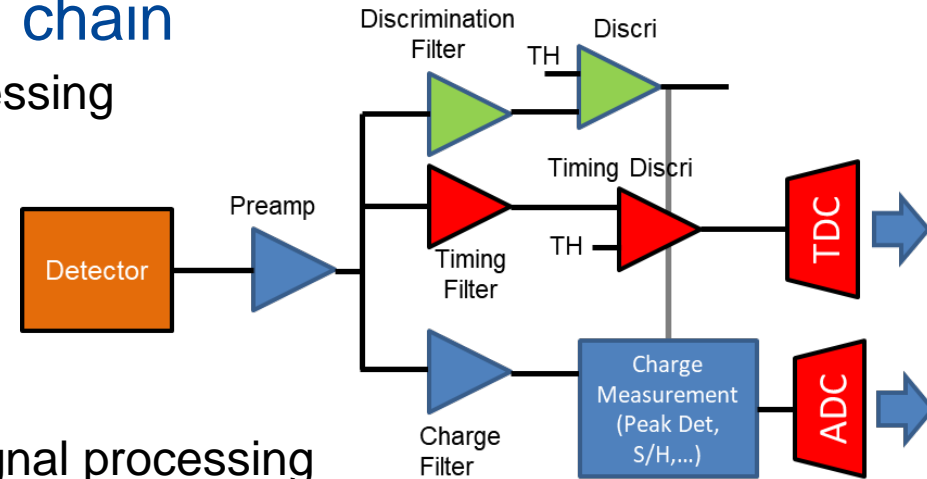 chain
essing
Discrimination
Filter
Discri
TH
Timing Discri
Preamp
Detector
TH
Timing
Filter
TDC
Charge
Measurement
(Peak Det,
S/H,...)
ADC
Charge
Filter
gnal processing